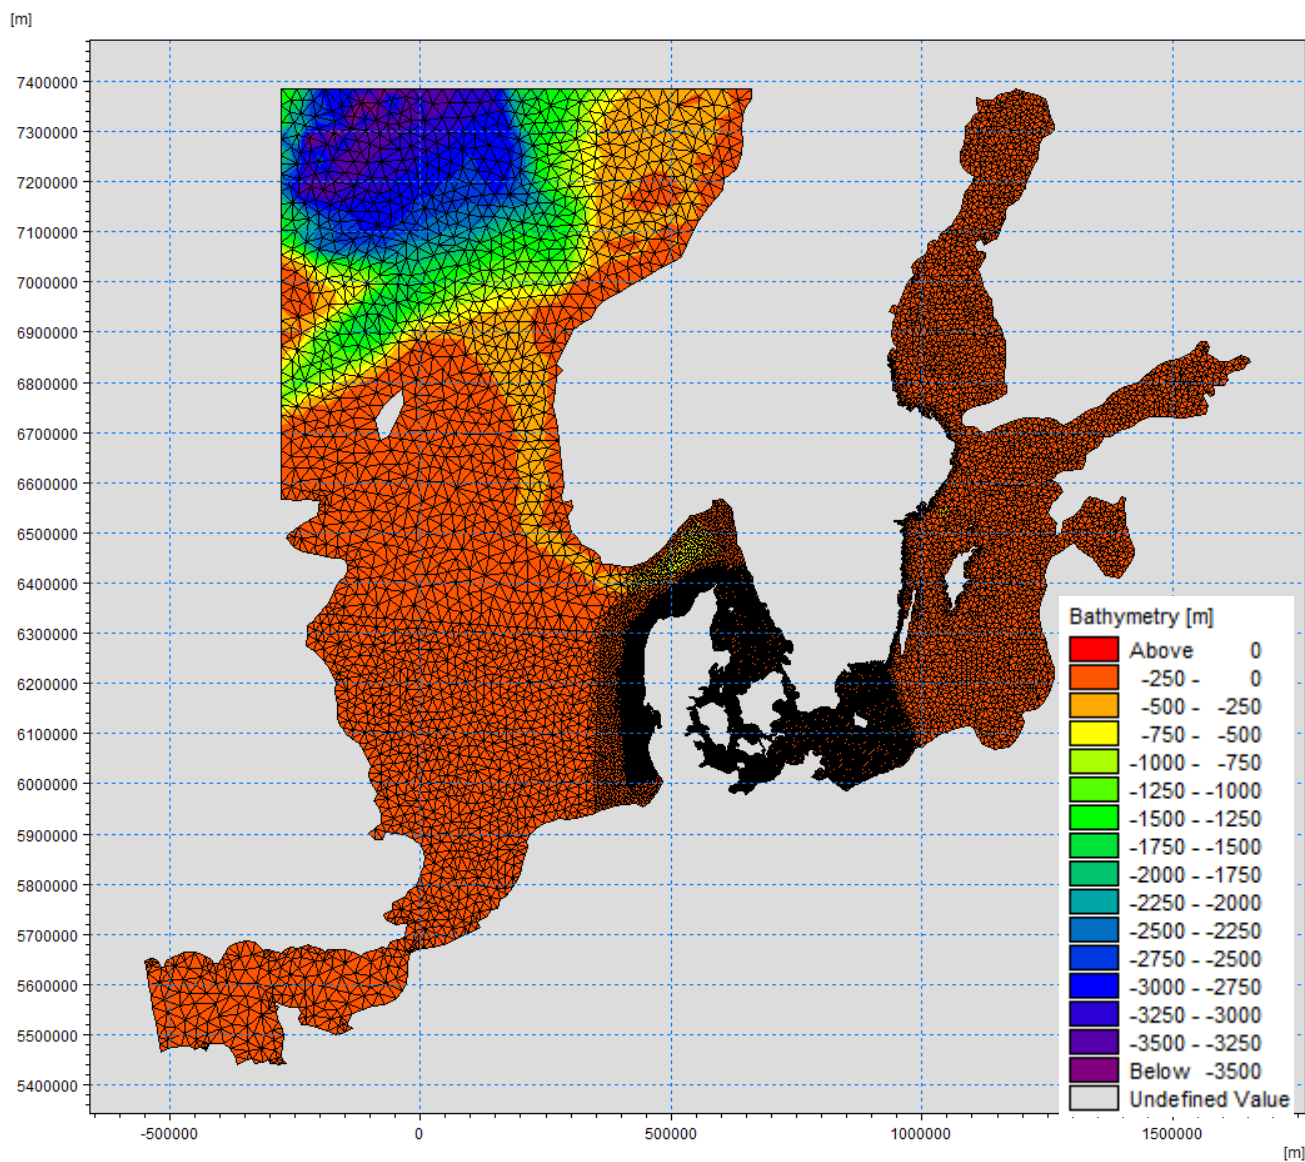 [m]
7400000
7300000
7200000
7100000
7000000
6900000
6800000
6700000
6600000
6500000
6400000
6300000
6200000
6100000
6000000
5900000
5800000
5700000
5600000
5500000
5400000
Bathymetry [m]
Above 0
-250 - 0
-500 - -250
-750 - -500
-1000 - -750
-1250 - -1000
-1500 - -1250
-1750 - -1500
-2000 - -1750
-2250 - -2000
-2500 - -2250
-2750 - -2500
-3000 - -2750
-3250 - -3000
-3500 - -3250
Below -3500
Undefined Value
-500000 0 500000 1000000 1500000
[m]